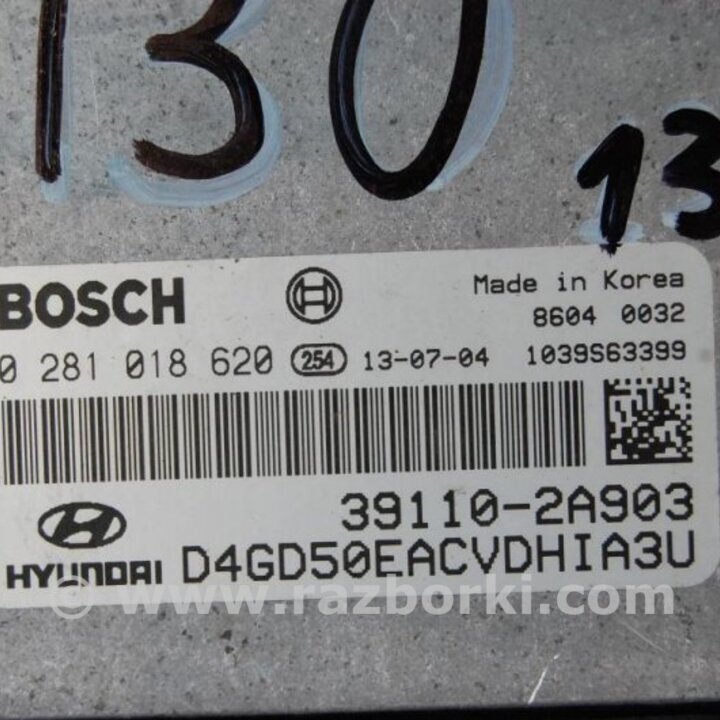 130
13
BOSCH
Made in Korea
8604 0032
0 281 018 620 254 13-07-04 1039S63399
39110-2A903
HYUNDAI D4GD50EACVDHIA3U
© www.razborki.com